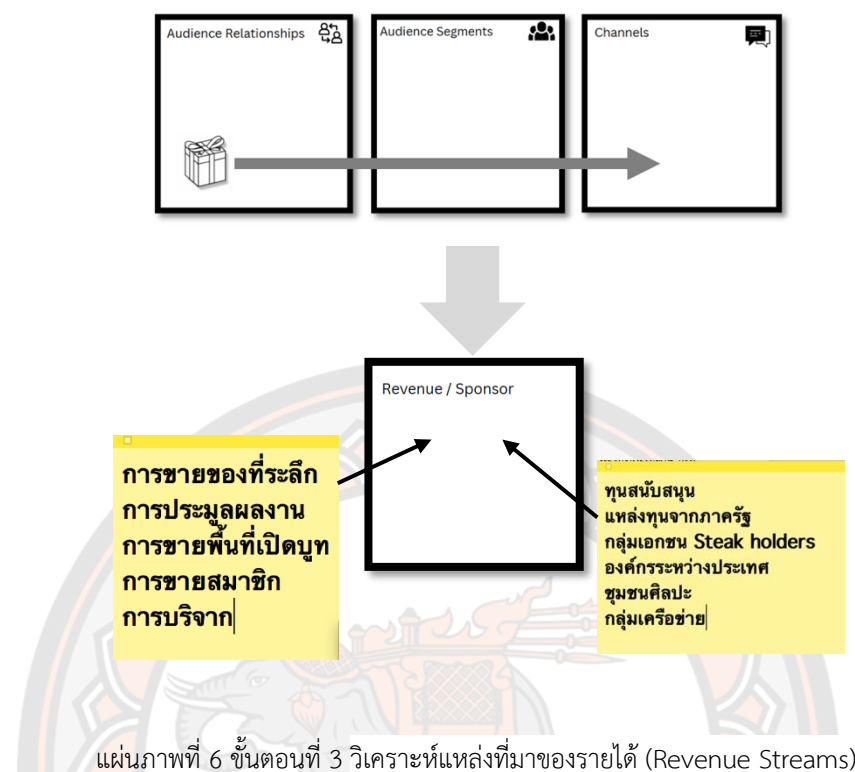 Audience Relationships
Audience Segments
Channels
Revenue / Sponsor
การขายของที่ระลึก
การประมูลผลงาน
การขายพื้นที่เปิดบูท
การขายสมาชิก
การบริจาก
ทุนสนับสนุน
แหล่งทุนจากภาครัฐ
กลุ่มเอกชน Steak holders
องค์กรระหว่างประเทศ
ชุมชนศิลปะ
กลุ่มเครือข่าย
แผ่นภาพที่ 6 ขั้นตอนที่ 3 วิเคราะห์แหล่งที่มาของรายได้ (Revenue Streams)